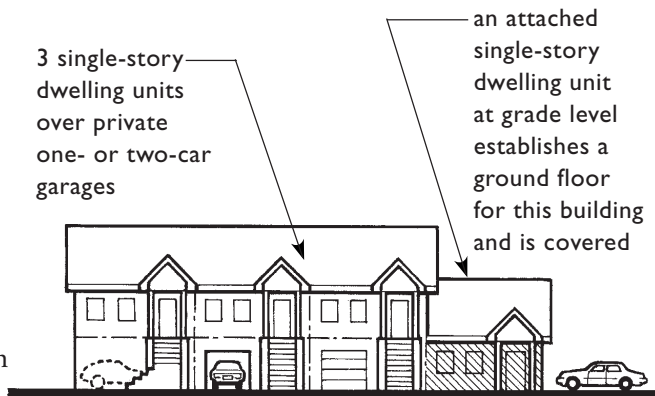 3 single-story
dwelling units
over private
one- or two-car
garages
an attached
single-story
dwelling unit
at grade level
establishes a
ground floor
for this building
and is covered